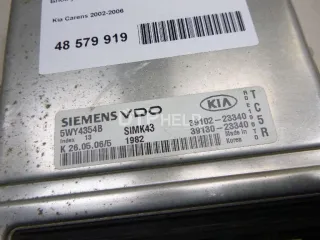 Kia Carens 2002-2006
48 579 919
SIEMENS VDO
KIA
5WY4354B
SIMK43
39102-23340
Index 13
1982
39130-23340
K 26.05.06/5
Made in Korea
TC5R